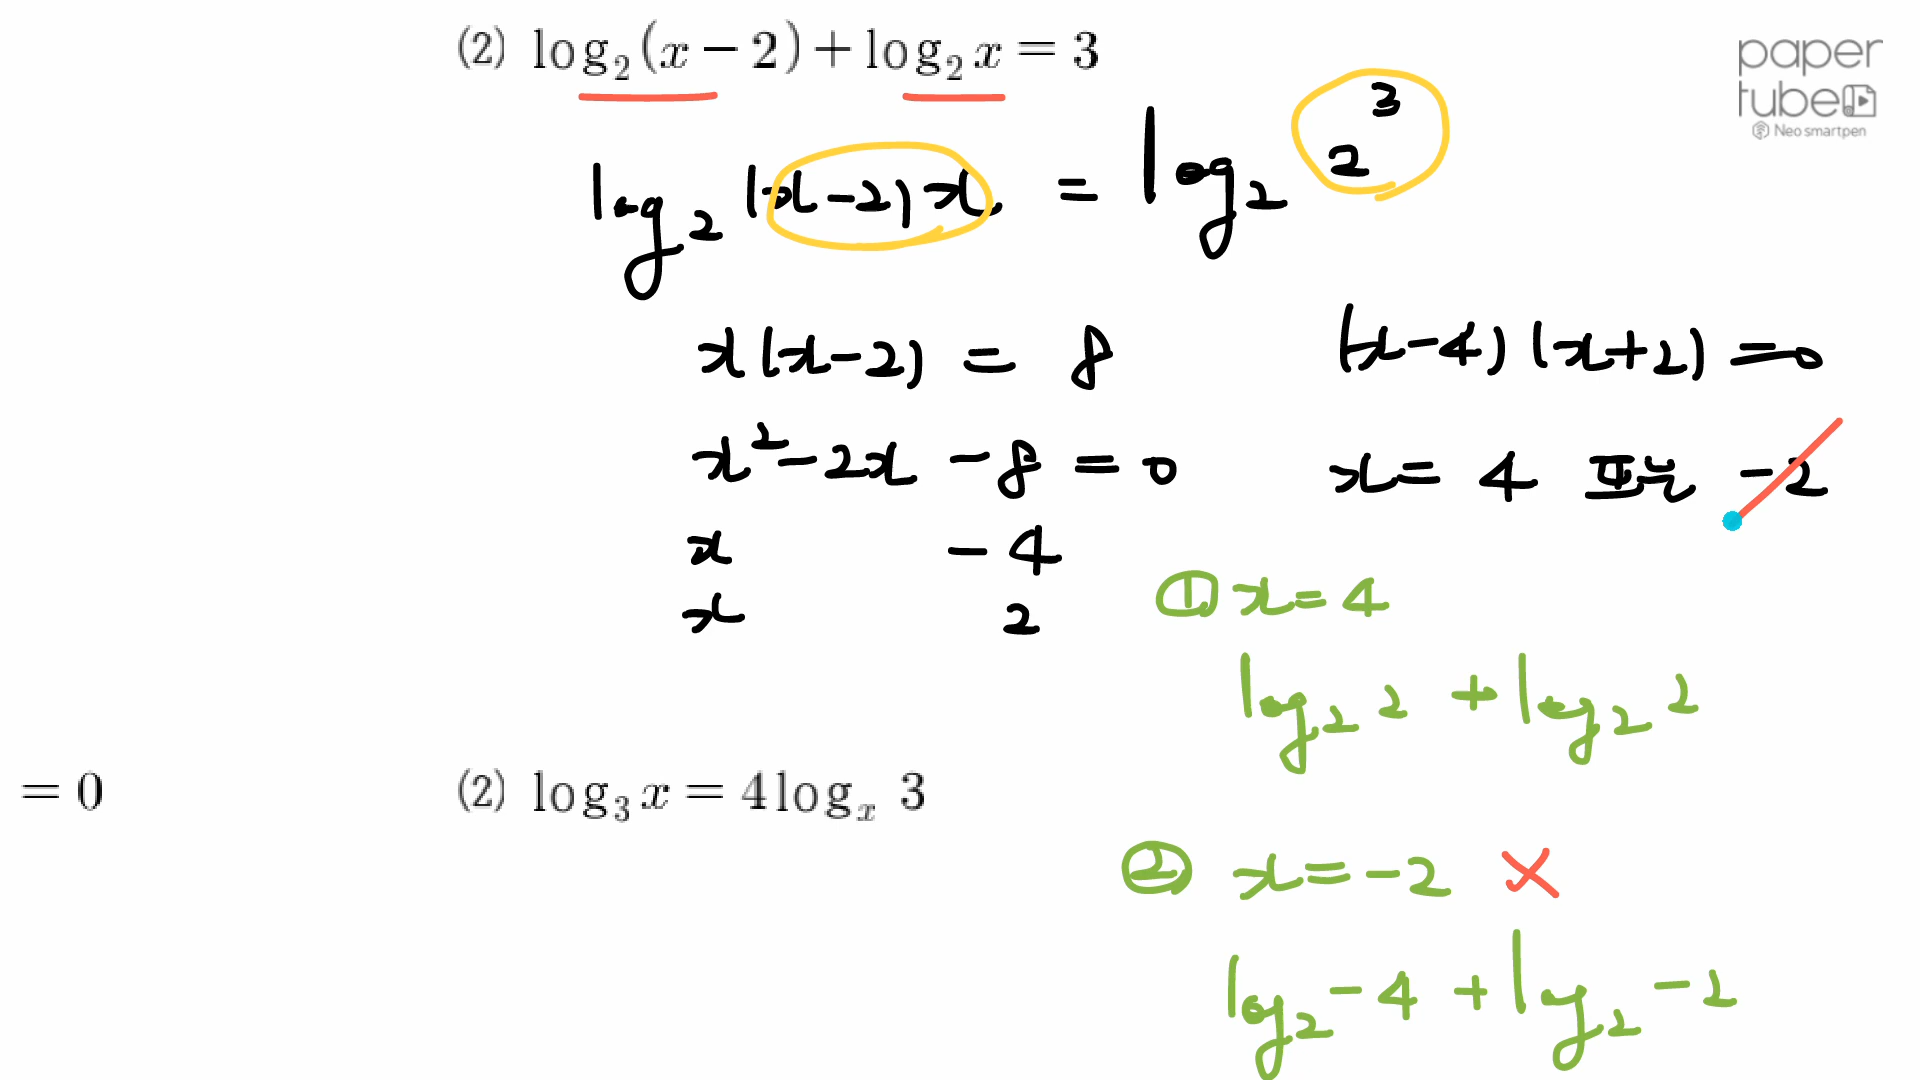 (2) log₂(x−2)+log₂x=3
paper
tube
Neo smartpen
log₂(x−2)x = log₂2³
x(x−2) = 8
(x−4)(x+2)=0
x²−2x−8=0
x=4 또는 −2
x −4
x 2
① x=4
log₂2 + log₂2
=0
(2) log₃x=4logₓ 3
② x=−2 ×
log₂−4 + log₂−2